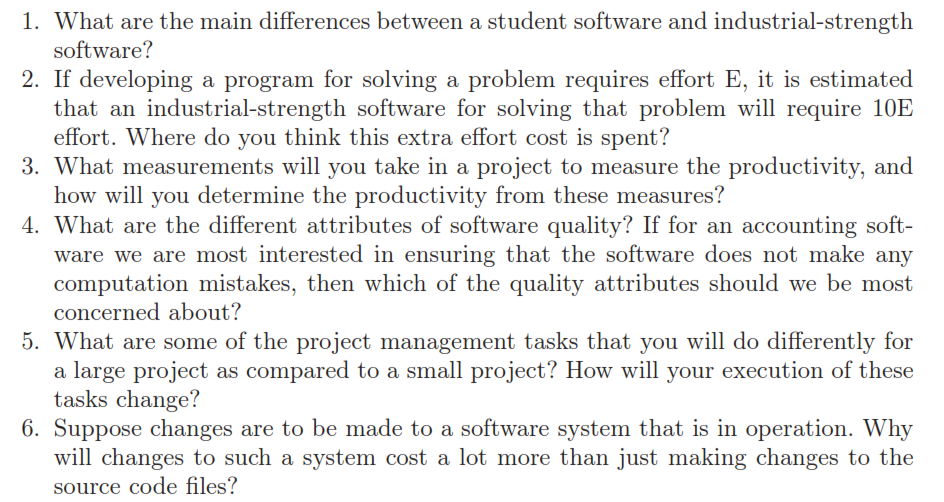 1. What are the main differences between a student software and industrial-strength
software?
2. If developing a program for solving a problem requires effort E, it is estimated
that an industrial-strength software for solving that problem will require 10E
effort. Where do you think this extra effort cost is spent?
3. What measurements will you take in a project to measure the productivity, and
how will you determine the productivity from these measures?
4. What are the different attributes of software quality? If for an accounting soft-
ware we are most interested in ensuring that the software does not make any
computation mistakes, then which of the quality attributes should we be most
concerned about?
5. What are some of the project management tasks that you will do differently for
a large project as compared to a small project? How will your execution of these
tasks change?
6. Suppose changes are to be made to a software system that is in operation. Why
will changes to such a system cost a lot more than just making changes to the
source code files?